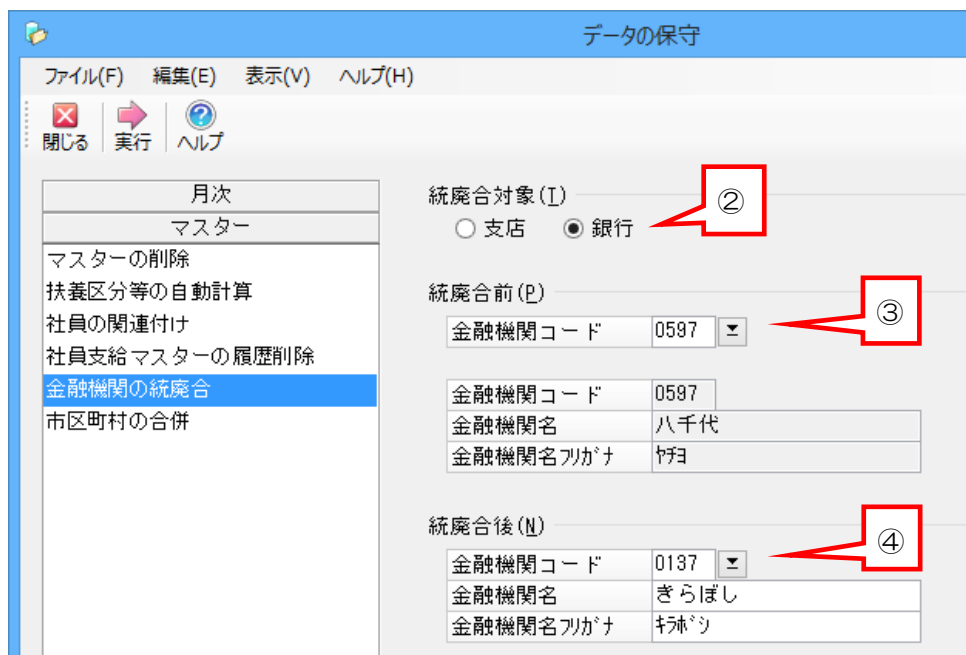 データの保守
ファイル(F) 編集(E) 表示(V) ヘルプ(H)
閉じる 実行 ヘルプ
月次
マスター
マスターの削除
扶養区分等の自動計算
社員の関連付け
社員支給マスターの履歴削除
金融機関の統廃合
市区町村の合併
統廃合対象(T)
支店 銀行
②
統廃合前(P)
金融機関コード 0597
③
金融機関コード 0597
金融機関名 八千代
金融機関名フリガナ ヤチヨ
統廃合後(N)
金融機関コード 0137
④
金融機関名 きらぼし
金融機関名フリガナ キラボシ